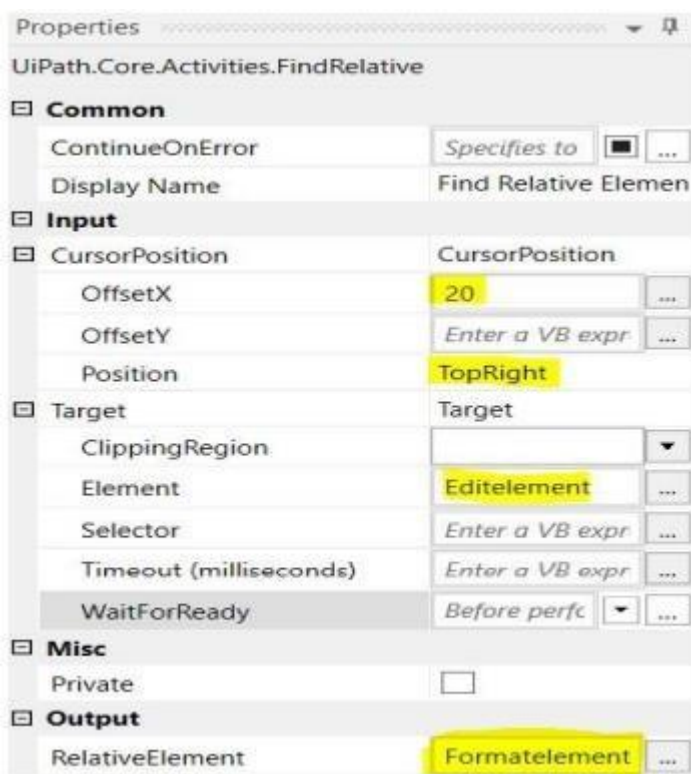 Properties
UiPath.Core.Activities.FindRelative
Common
ContinueOnError Specifies to ...
Display Name Find Relative Elemen
Input
CursorPosition CursorPosition
OffsetX 20 ...
OffsetY Enter a VB expr ...
Position TopRight
Target Target
ClippingRegion
Element Editelement ...
Selector Enter a VB expr ...
Timeout (milliseconds) Enter a VB expr ...
WaitForReady Before perfc ...
Misc
Private
Output
RelativeElement Formatelement ...